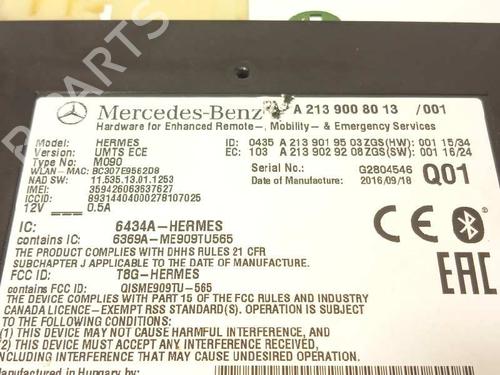 B PARTS
Mercedes-Benz A 213 900 80 13 /001
Hardware for Enhanced Remote-, Mobility- & Emergency Services
Model: HERMES ID: 0435 A 213 901 95 03 ZGS(HW): 001 15/34
Version: UMTS ECE EC: 103 A 213 902 92 08 ZGS(SW): 001 16/24
Type No: M090
WLAN-MAC: BC307E9562D8 Serial No.: G2804546
NAD SW: 11.535.13.01.1253 Date of Manufacture: 2016/09/18 Q01
IMEI: 359426063637627
ICCID: 89314404000278107025
12V 0.5A
IC: 6434A-HERMES
contains IC: 6369A-ME909TU565
THE PRODUCT COMPLIES WITH DHHS RULES 21 CFR
SUBCHAPTER J APPLICABLE TO THE DATE OF MANUFACTURE.
FCC ID: T8G-HERMES
contains FCC ID: QISME909TU-565
THE DEVICE COMPLIES WITH PART 15 OF THE FCC RULES AND INDUSTRY
CANADA LICENCE-EXEMPT RSS STANDARD(S). OPERATION IS SUBJECT
TO THE FOLLOWING CONDITIONS:
(1) THIS DEVICE MAY NOT CAUSE HARMFUL INTERFERENCE, AND
(2) THIS DEVICE MUST ACCEPT ANY INTERFERENCE RECEIVED,
INCLUDING INTERFERENCE THAT MAY CAUSE UNDESIRED OPERATION.
Manufactured in Hungary by:
CE
EAC